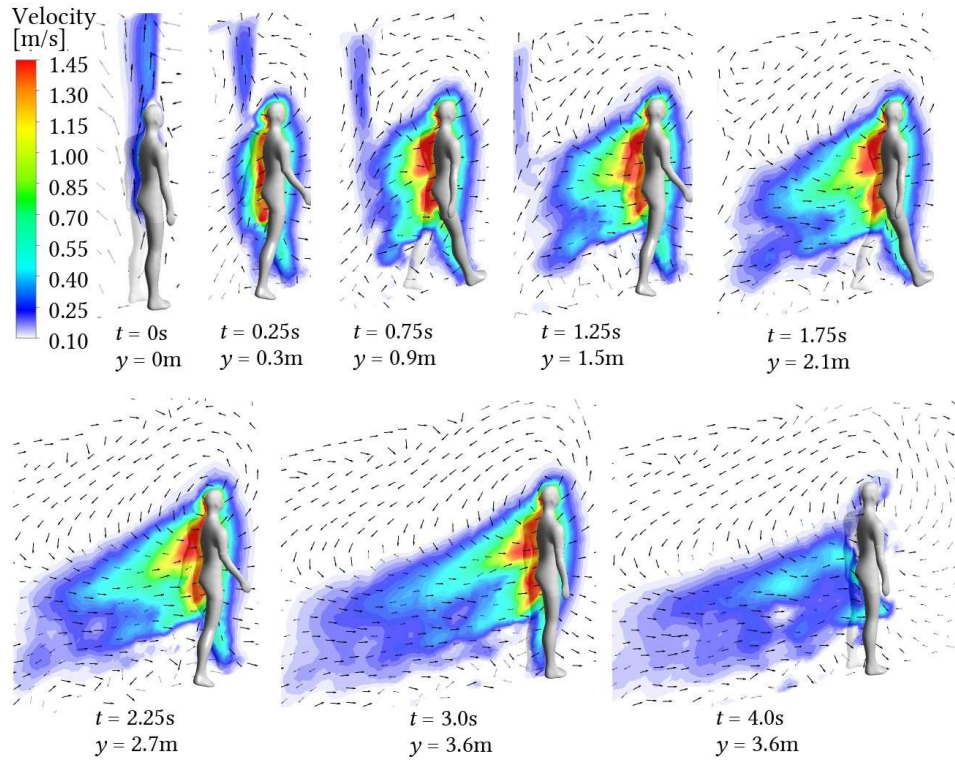 Velocity
[m/s]
1.45
1.30
1.15
1.00
0.85
0.70
0.55
0.40
0.25
0.10
t = 0s
y = 0m
t = 0.25s
y = 0.3m
t = 0.75s
y = 0.9m
t = 1.25s
y = 1.5m
t = 1.75s
y = 2.1m
t = 2.25s
y = 2.7m
t = 3.0s
y = 3.6m
t = 4.0s
y = 3.6m